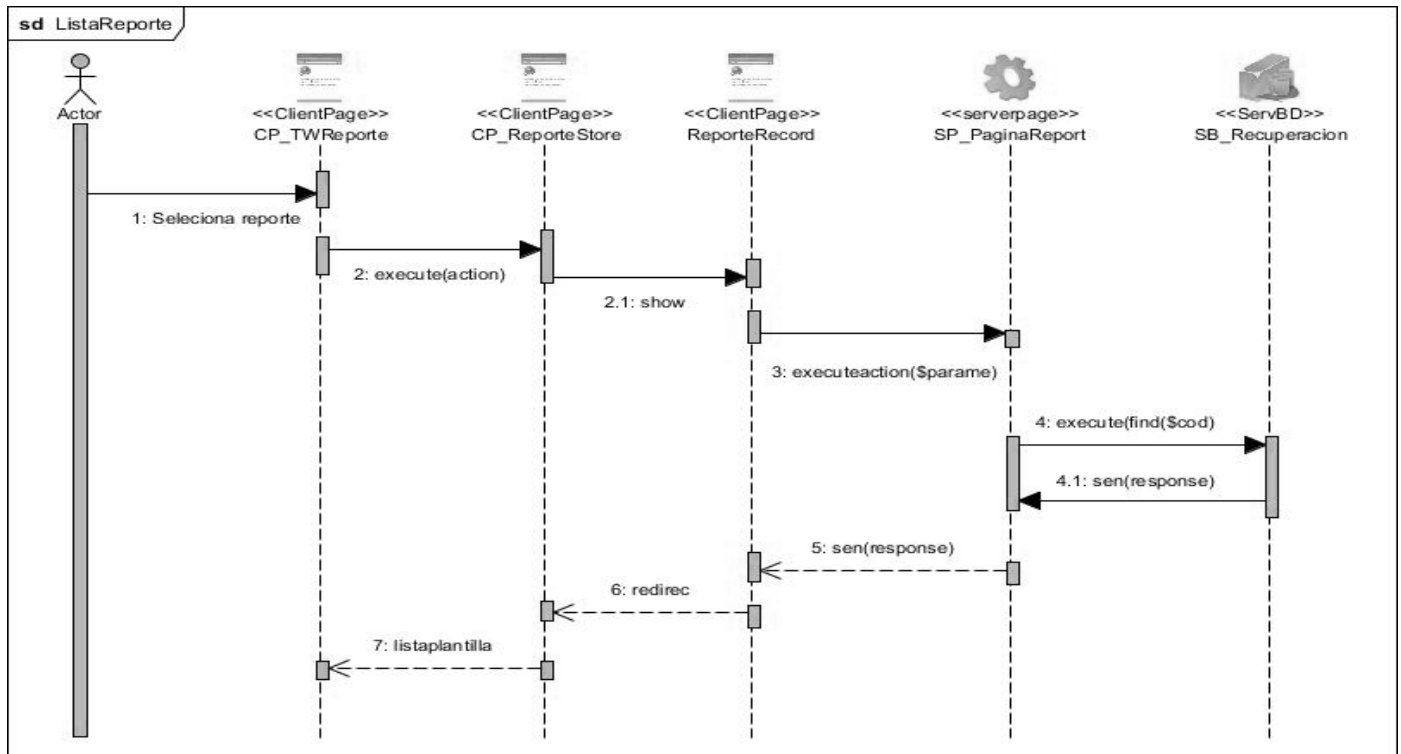 sd ListaReporte
Actor
<<ClientPage>>
CP_TWReporte
<<ClientPage>>
CP_ReporteStore
<<ClientPage>>
ReporteRecord
<<serverpage>>
SP_PaginaReport
<<ServBD>>
SB_Recuperacion
1: Seleciona reporte
2: execute(action)
2.1: show
3: executeaction($parame)
4: execute(find($cod)
4.1: sen(response)
5: sen(response)
6: redirec
7: listaplantilla